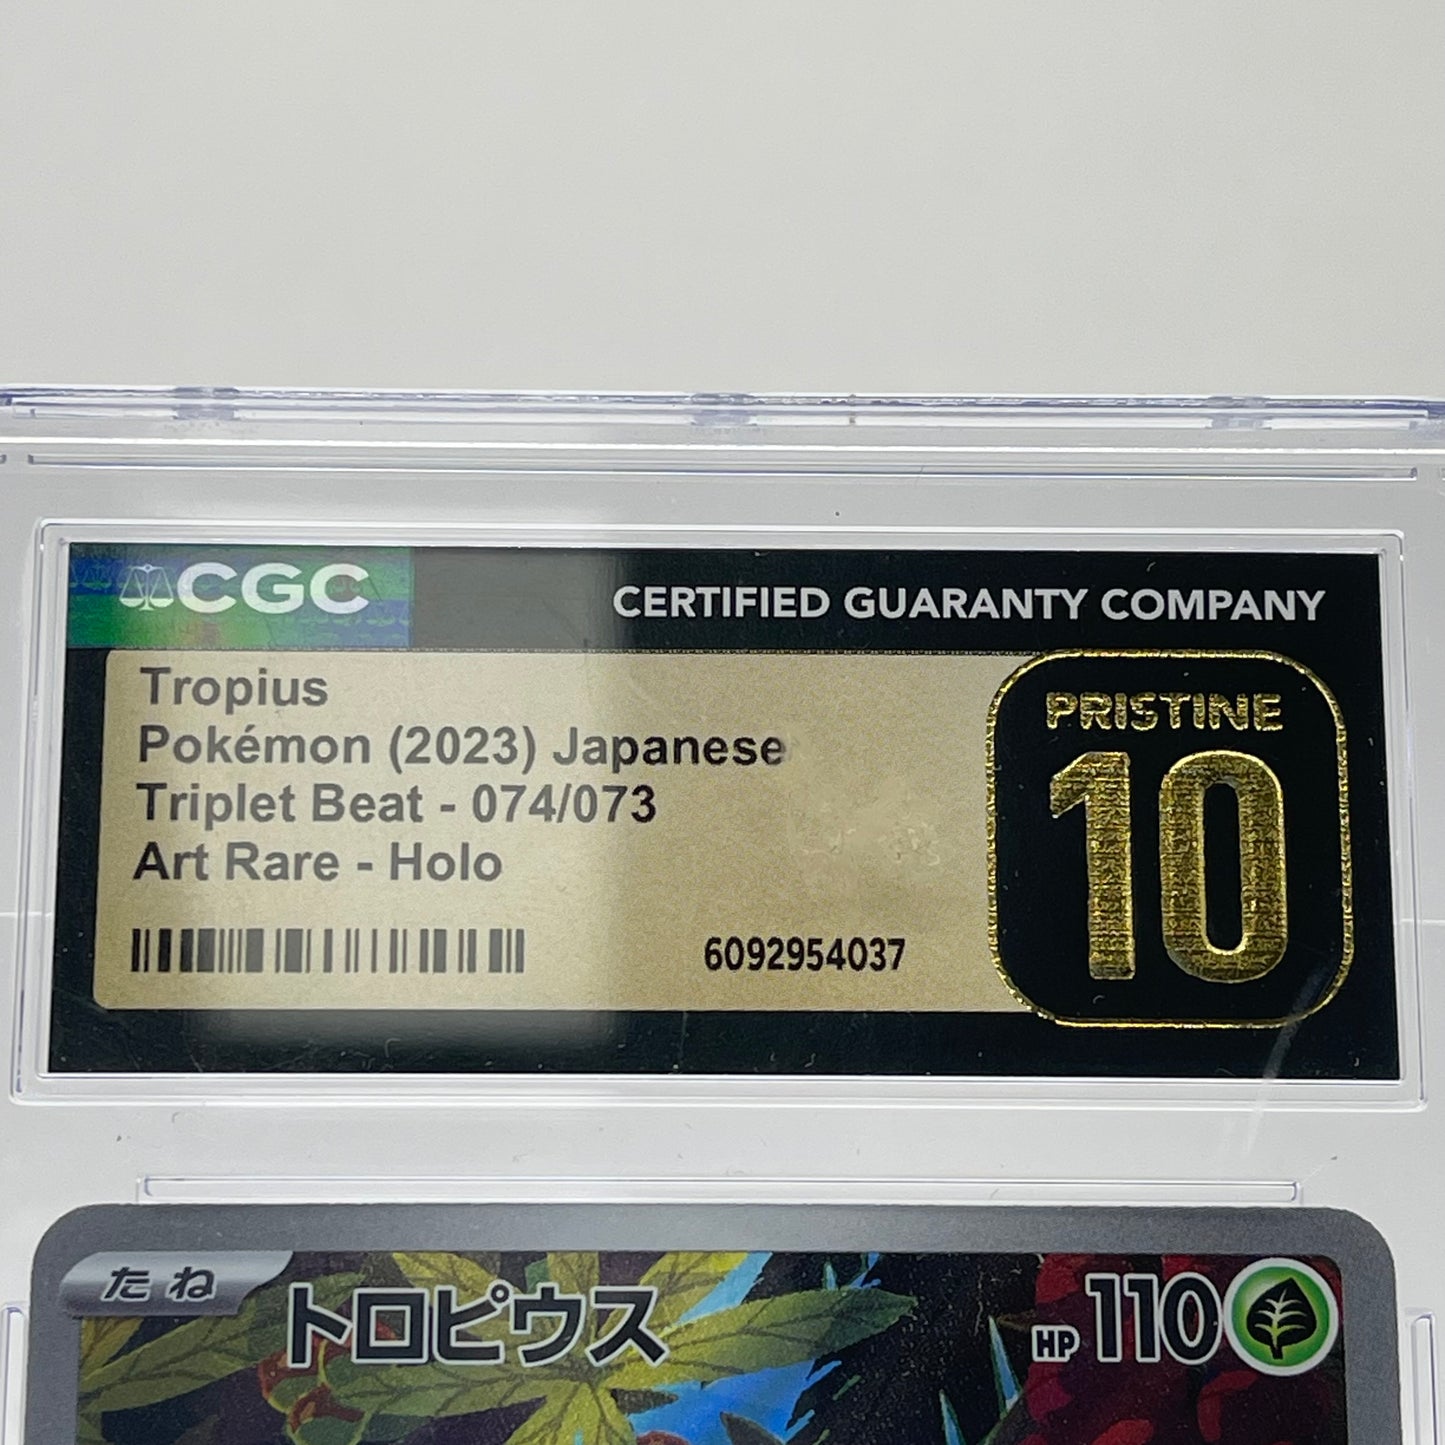 CGC
CERTIFIED GUARANTY COMPANY
Tropius
Pokémon (2023) Japanese
Triplet Beat - 074/073
Art Rare - Holo
6092954037
PRISTINE
10
たね
トロピウス
HP 110